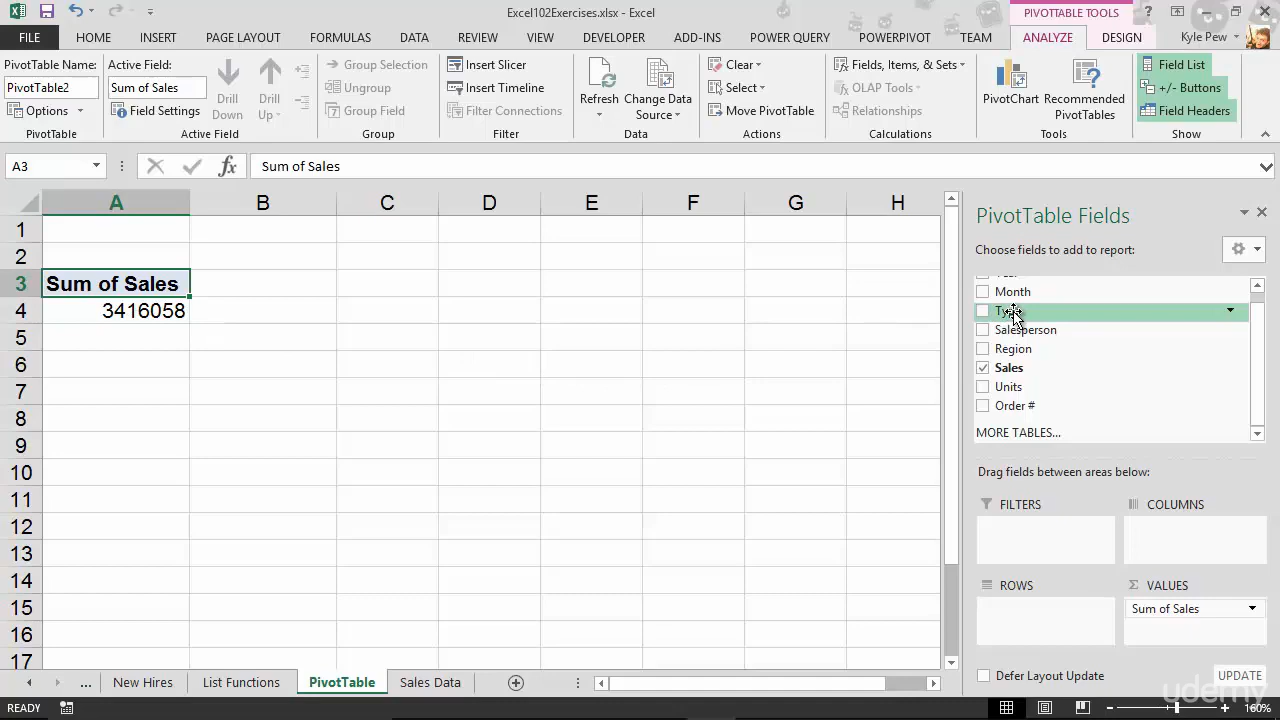 Excel102Exercises.xlsx - Excel
PIVOTTABLE TOOLS
FILE HOME INSERT PAGE LAYOUT FORMULAS DATA REVIEW VIEW DEVELOPER ADD-INS POWER QUERY POWERPIVOT TEAM ANALYZE DESIGN Kyle Pew
PivotTable Name:
PivotTable2
Options
PivotTable
Active Field:
Sum of Sales
Field Settings
Drill Down
Drill Up
Active Field
Group Selection
Ungroup
Group Field
Group
Insert Slicer
Insert Timeline
Filter Connections
Filter
Refresh
Change Data Source
Data
Clear
Select
Move PivotTable
Actions
Fields, Items, & Sets
OLAP Tools
Relationships
Calculations
PivotChart
Recommended PivotTables
Tools
Field List
+/- Buttons
Field Headers
Show
A3 fx Sum of Sales
A B C D E F G H
1
2
3 Sum of Sales
4 3416058
5
6
7
8
9
10
11
12
13
14
15
16
17
PivotTable Fields
Choose fields to add to report:
Month
Salesperson
Region
Sales
Units
Order #
MORE TABLES...
Drag fields between areas below:
FILTERS
COLUMNS
ROWS
Σ VALUES
Sum of Sales
Defer Layout Update
UPDATE
... New Hires List Functions PivotTable Sales Data
udemy
READY
160%